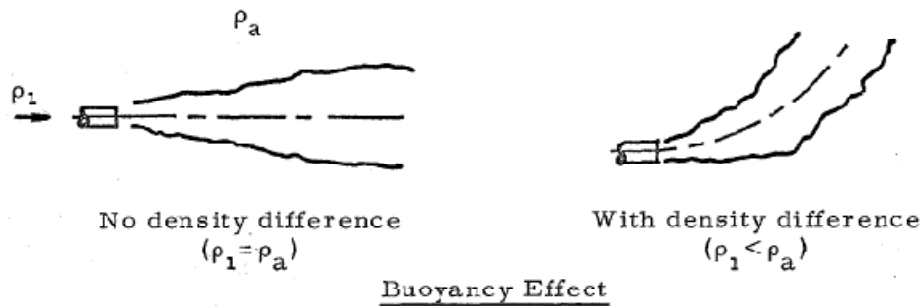 ρₐ
ρ₁
No density difference
(ρ₁=ρₐ)
With density difference
(ρ₁<ρₐ)
Buoyancy Effect